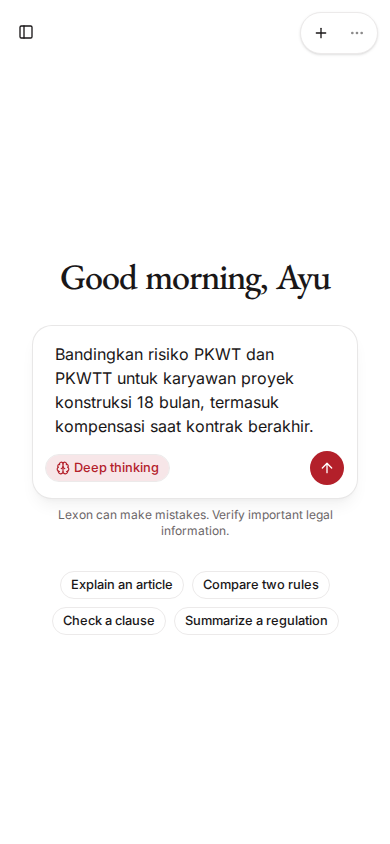 Good morning, Ayu
Bandingkan risiko PKWT dan
PKWTT untuk karyawan proyek
konstruksi 18 bulan, termasuk
kompensasi saat kontrak berakhir.
Deep thinking
Lexon can make mistakes. Verify important legal
information.
Explain an article
Compare two rules
Check a clause
Summarize a regulation